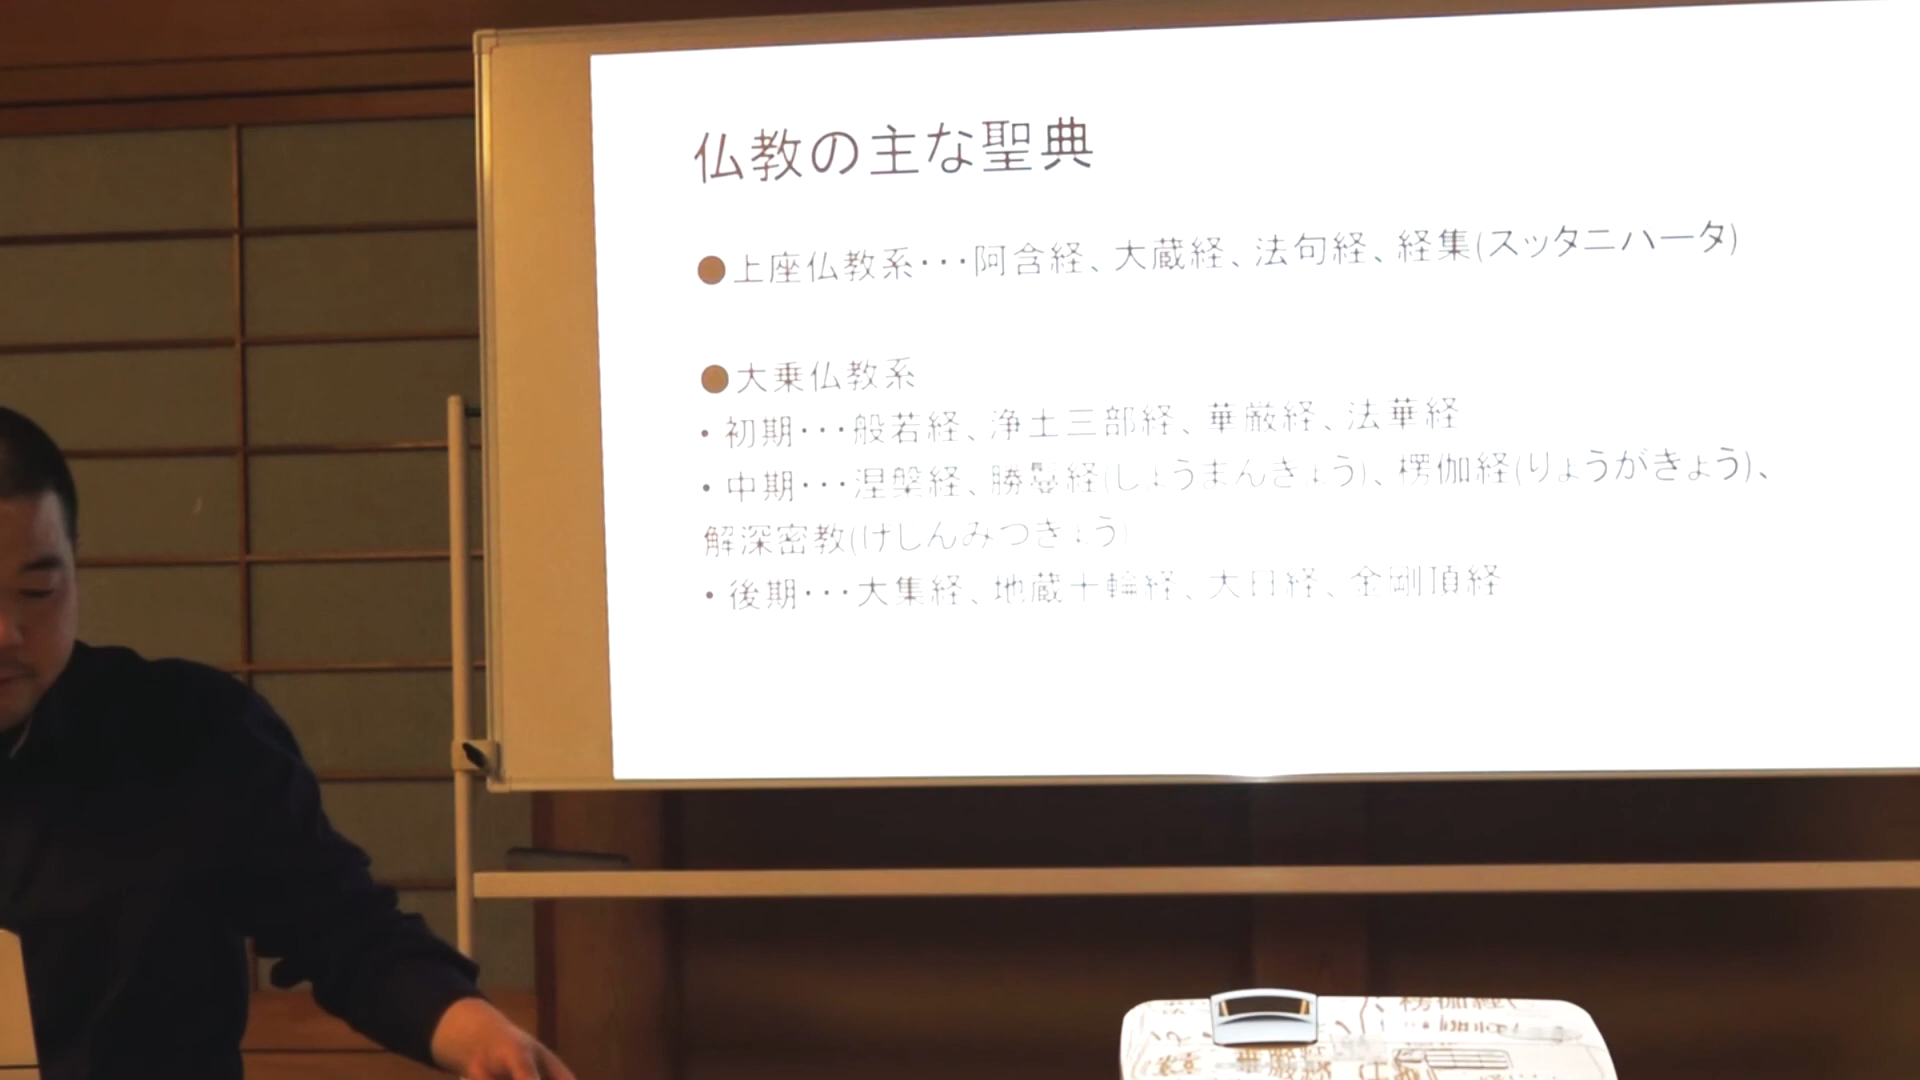 仏教の主な聖典
●上座仏教系･･･阿含経、大蔵経、法句経、経集(スッタニハータ)
●大乗仏教系
・初期･･･般若経、浄土三部経、華厳経、法華経
・中期･･･涅槃経、勝鬘経(しょうまんきょう)、楞伽経(りょうがきょう)、
解深密教(けしんみつきょう)
・後期･･･大集経、地蔵十輪経、大日経、金剛頂経